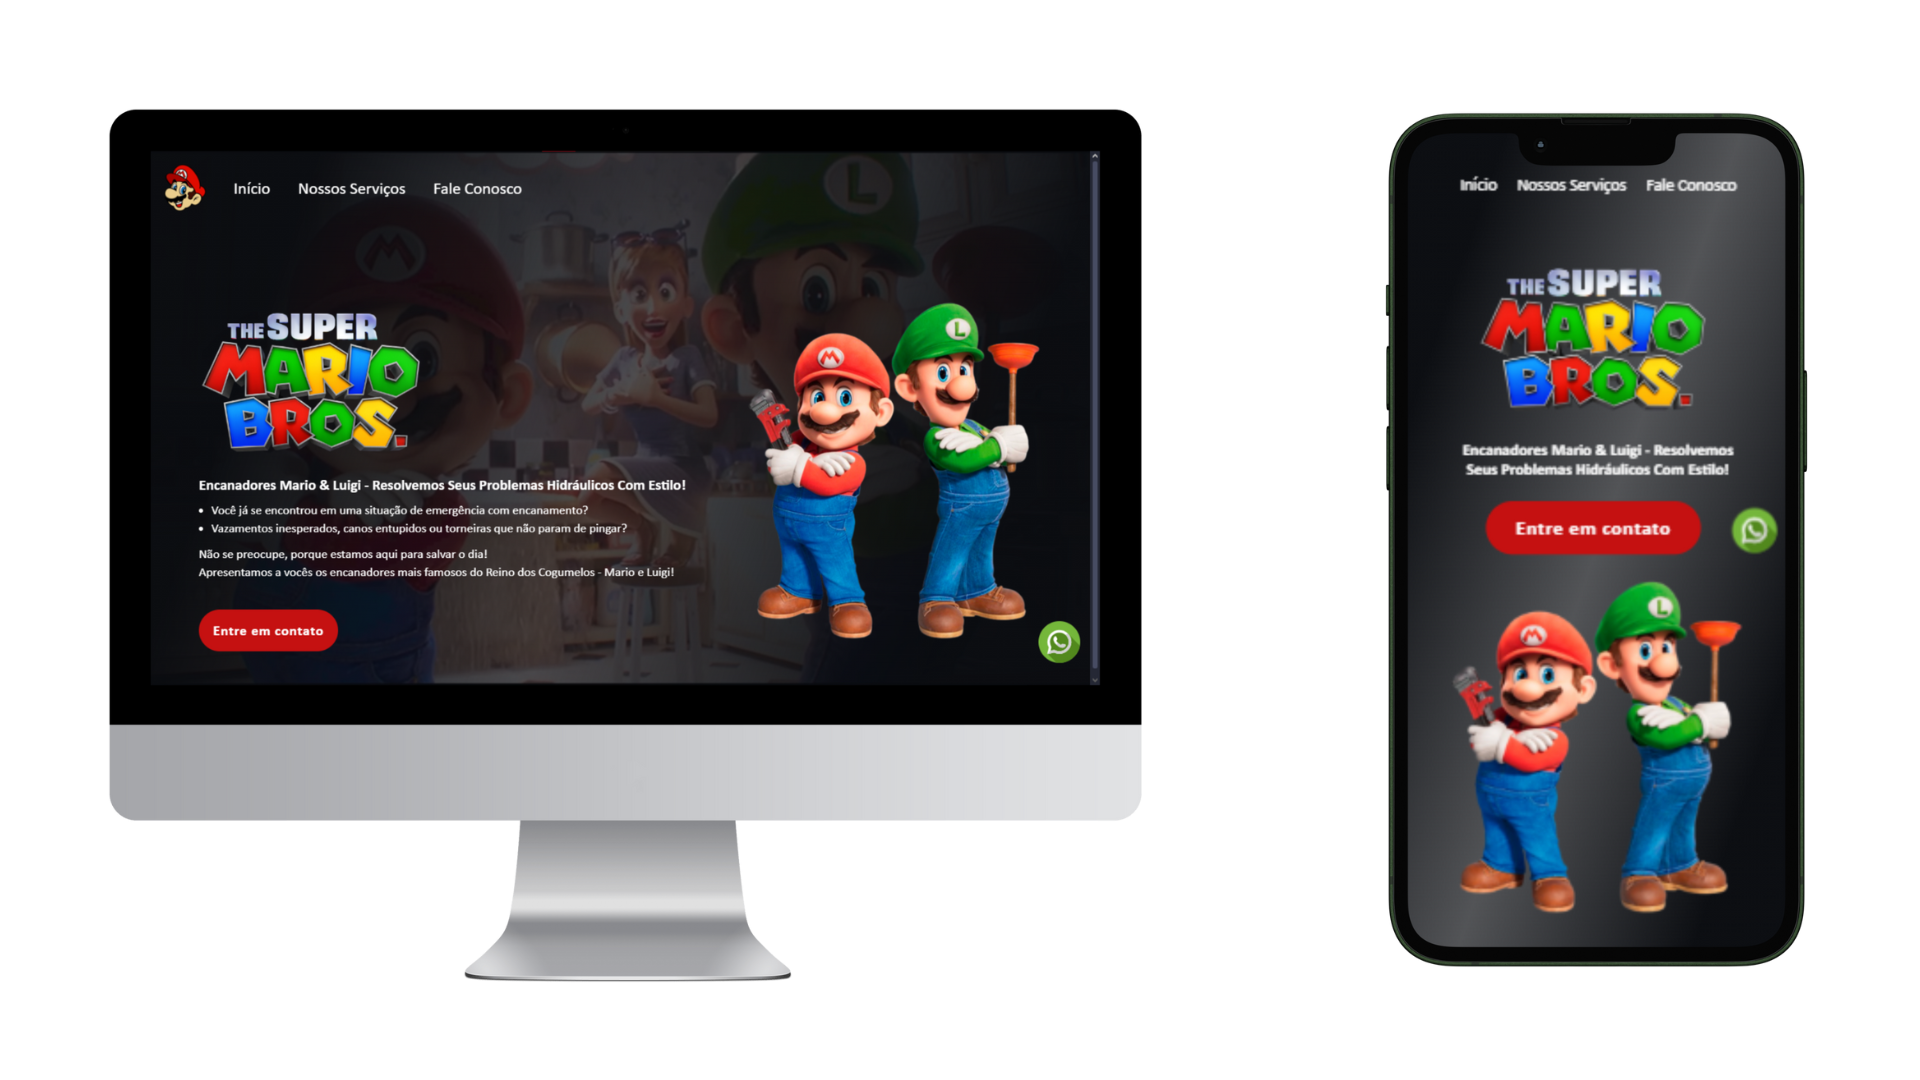 Início Nossos Serviços Fale Conosco
L
M
THE SUPER
MARIO
BROS.
L
M
Encanadores Mario & Luigi - Resolvemos Seus Problemas Hidráulicos Com Estilo!
• Você já se encontrou em uma situação de emergência com encanamento?
• Vazamentos inesperados, canos entupidos ou torneiras que não param de pingar?
Não se preocupe, porque estamos aqui para salvar o dia!
Apresentamos a vocês os encanadores mais famosos do Reino dos Cogumelos - Mario e Luigi!
Entre em contato
Início Nossos Serviços Fale Conosco
THE SUPER
MARIO
BROS.
Encanadores Mario & Luigi - Resolvemos
Seus Problemas Hidráulicos Com Estilo!
Entre em contato
L
M